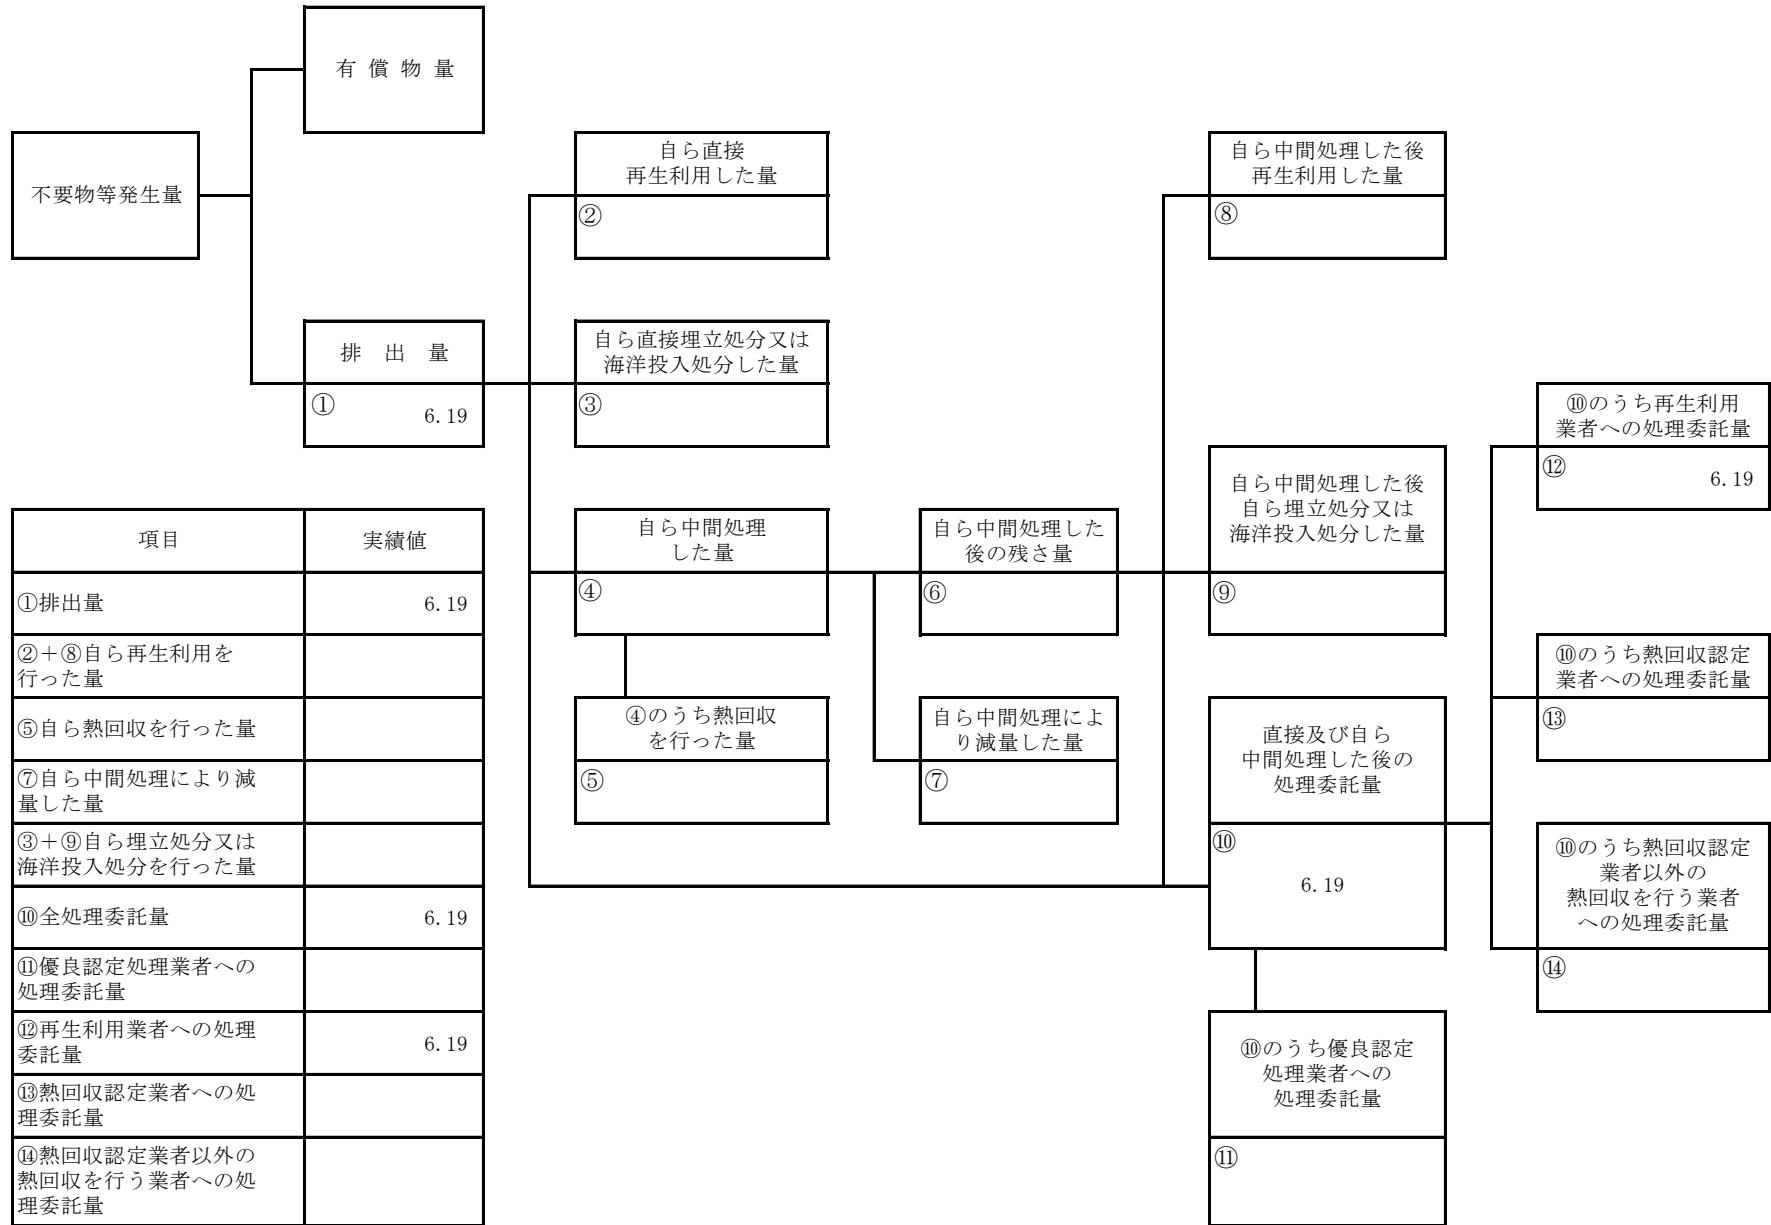 有償物量
不要物等発生量
排出量
①
6.19
自ら直接
再生利用した量
②
自ら直接埋立処分又は
海洋投入処分した量
③
自ら中間処理
した量
④
④のうち熱回収
を行った量
⑤
自ら中間処理した
後の残さ量
⑥
自ら中間処理によ
り減量した量
⑦
自ら中間処理した後
再生利用した量
⑧
自ら中間処理した後
自ら埋立処分又は
海洋投入処分した量
⑨
直接及び自ら
中間処理した後の
処理委託量
⑩
6.19
⑩のうち優良認定
処理業者への
処理委託量
⑪
⑩のうち再生利用
業者への処理委託量
⑫
6.19
⑩のうち熱回収認定
業者への処理委託量
⑬
⑩のうち熱回収認定
業者以外の
熱回収を行う業者
への処理委託量
⑭
項目 実績値
①排出量 6.19
②+⑧自ら再生利用を
行った量
⑤自ら熱回収を行った量
⑦自ら中間処理により減
量した量
③+⑨自ら埋立処分又は
海洋投入処分を行った量
⑩全処理委託量 6.19
⑪優良認定処理業者への
処理委託量
⑫再生利用業者への処理
委託量 6.19
⑬熱回収認定業者への処
理委託量
⑭熱回収認定業者以外の
熱回収を行う業者への処
理委託量